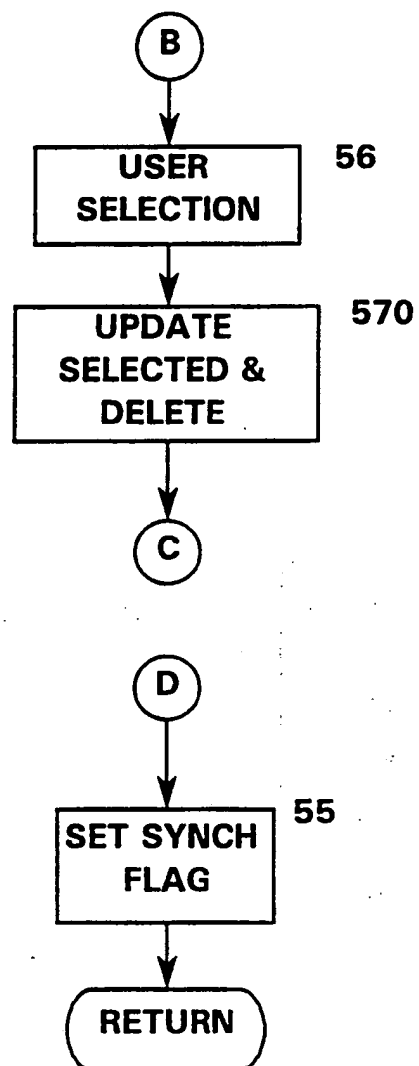 B
USER
SELECTION
56
UPDATE
SELECTED &
DELETE
570
C
D
SET SYNCH
FLAG
55
RETURN